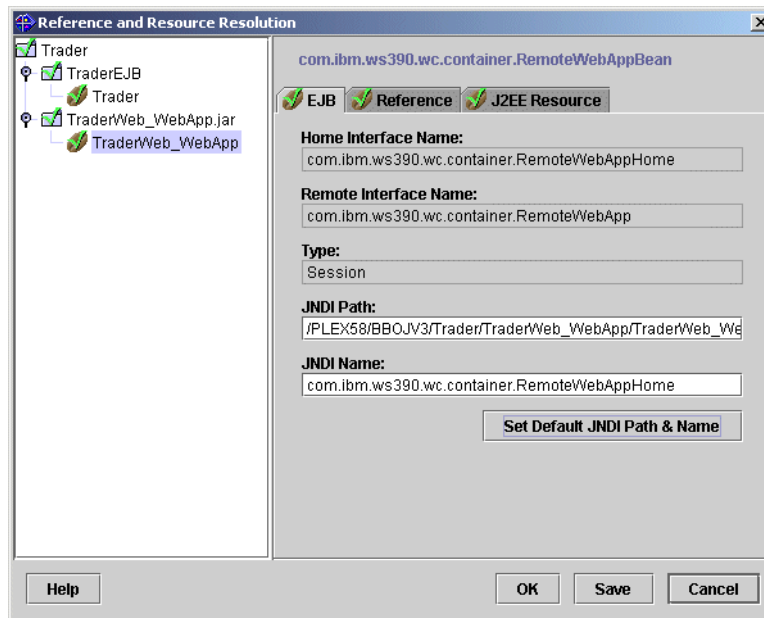 Reference and Resource Resolution
Trader
TraderEJB
Trader
TraderWeb_WebApp.jar
TraderWeb_WebApp
com.ibm.ws390.wc.container.RemoteWebAppBean
EJB Reference J2EE Resource
Home Interface Name:
com.ibm.ws390.wc.container.RemoteWebAppHome
Remote Interface Name:
com.ibm.ws390.wc.container.RemoteWebApp
Type:
Session
JNDI Path:
/PLEX58/BBOJV3/Trader/TraderWeb_WebApp/TraderWeb_We
JNDI Name:
com.ibm.ws390.wc.container.RemoteWebAppHome
Set Default JNDI Path & Name
Help OK Save Cancel